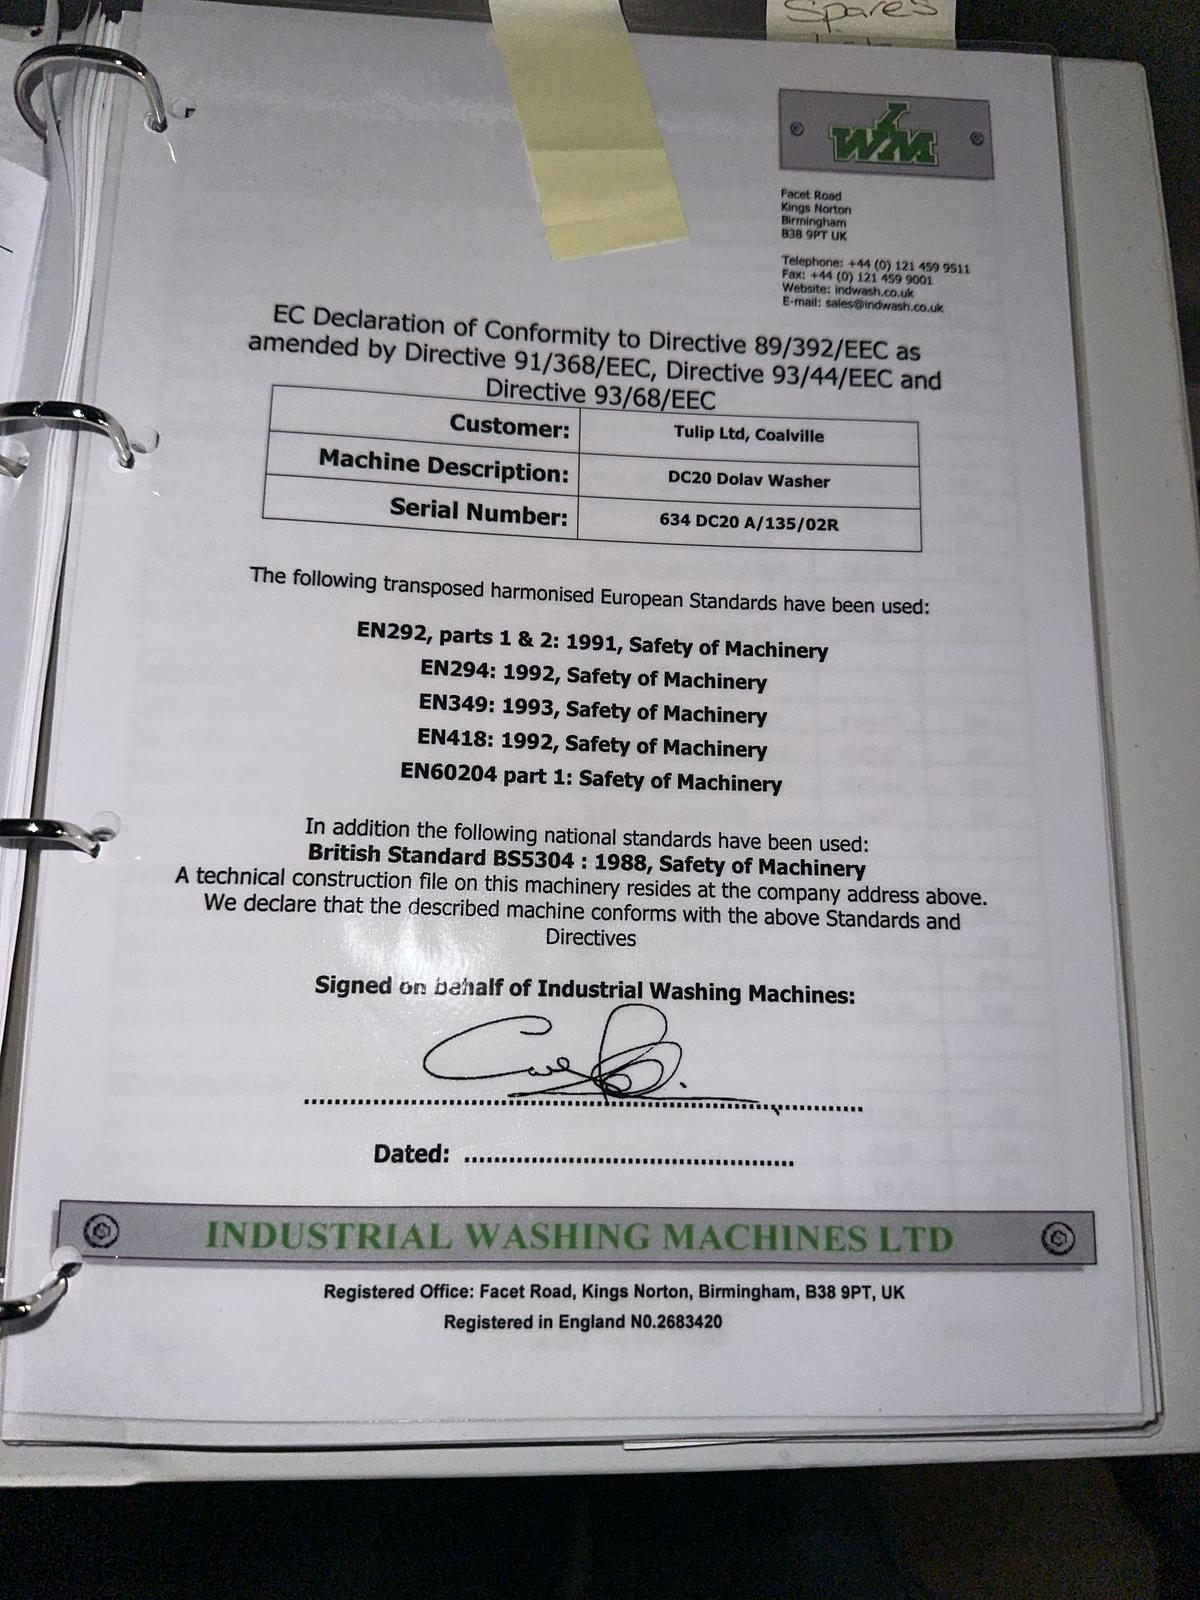 Spares
IWM
Facet Road
Kings Norton
Birmingham
B38 9PT UK
Telephone: +44 (0) 121 459 9511
Fax: +44 (0) 121 459 9001
Website: indwash.co.uk
E-mail: sales@indwash.co.uk
EC Declaration of Conformity to Directive 89/392/EEC as
amended by Directive 91/368/EEC, Directive 93/44/EEC and
Directive 93/68/EEC
Customer: Tulip Ltd, Coalville
Machine Description: DC20 Dolav Washer
Serial Number: 634 DC20 A/135/02R
The following transposed harmonised European Standards have been used:
EN292, parts 1 & 2: 1991, Safety of Machinery
EN294: 1992, Safety of Machinery
EN349: 1993, Safety of Machinery
EN418: 1992, Safety of Machinery
EN60204 part 1: Safety of Machinery
In addition the following national standards have been used:
British Standard BS5304 : 1988, Safety of Machinery
A technical construction file on this machinery resides at the company address above.
We declare that the described machine conforms with the above Standards and
Directives
Signed on behalf of Industrial Washing Machines:
Dated:
INDUSTRIAL WASHING MACHINES LTD
Registered Office: Facet Road, Kings Norton, Birmingham, B38 9PT, UK
Registered in England N0.2683420